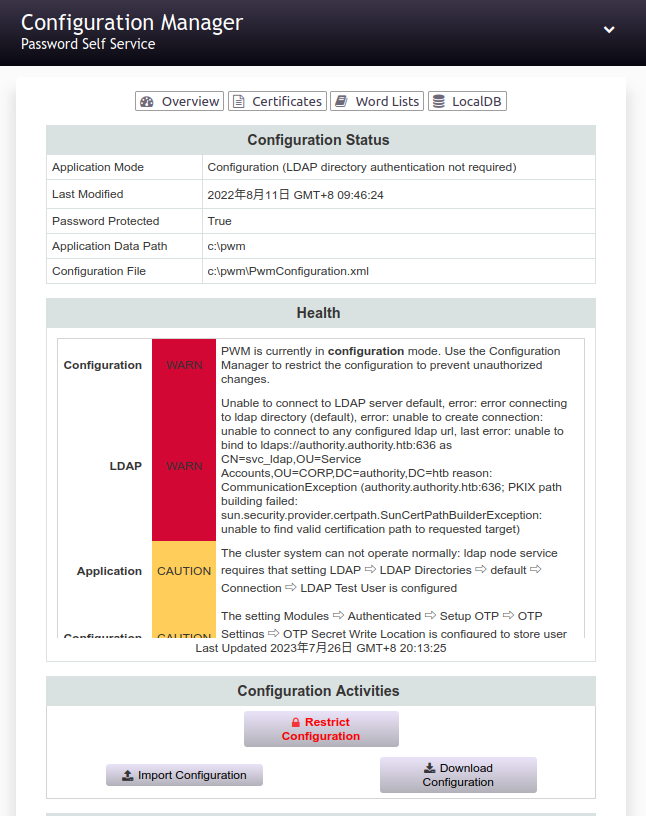 Configuration Manager
Password Self Service
Overview
Certificates
Word Lists
LocalDB
Configuration Status
Application Mode
Configuration (LDAP directory authentication not required)
Last Modified
2022年8月11日 GMT+8 09:46:24
Password Protected
True
Application Data Path
c:\pwm
Configuration File
c:\pwm\PwmConfiguration.xml
Health
Configuration
WARN
PWM is currently in configuration mode. Use the Configuration
Manager to restrict the configuration to prevent unauthorized
changes.
LDAP
WARN
Unable to connect to LDAP server default, error: error connecting
to ldap directory (default), error: unable to create connection:
unable to connect to any configured ldap url, last error: unable to
bind to ldaps://authority.authority.htb:636 as
CN=svc_ldap,OU=Service
Accounts,OU=CORP,DC=authority,DC=htb reason:
CommunicationException (authority.authority.htb:636; PKIX path
building failed:
sun.security.provider.certpath.SunCertPathBuilderException:
unable to find valid certification path to requested target)
Application
CAUTION
The cluster system can not operate normally: ldap node service
requires that setting LDAP ⇨ LDAP Directories ⇨ default ⇨
Connection ⇨ LDAP Test User is configured
Configuration
CAUTION
The setting Modules ⇨ Authenticated ⇨ Setup OTP ⇨ OTP
Settings ⇨ OTP Secret Write Location is configured to store user
Last Updated 2023年7月26日 GMT+8 20:13:25
Configuration Activities
Restrict
Configuration
Import Configuration
Download
Configuration